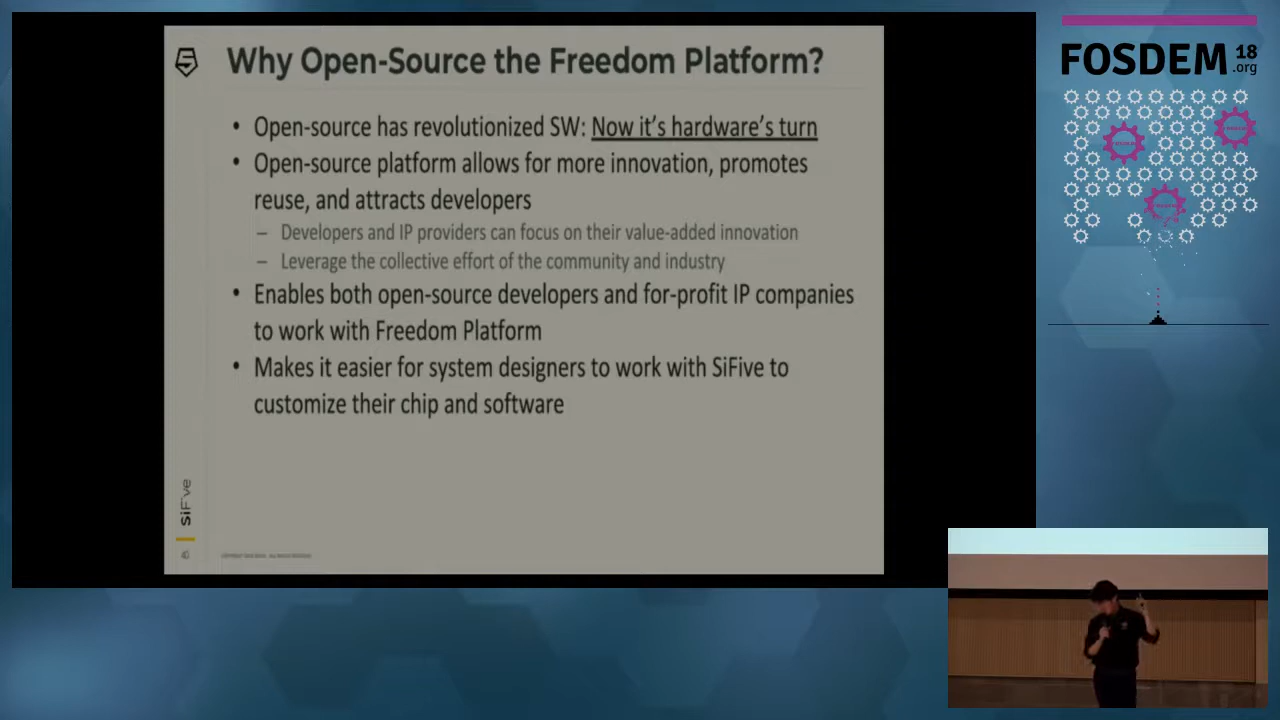 Why Open-Source the Freedom Platform?
• Open-source has revolutionized SW: Now it's hardware's turn
• Open-source platform allows for more innovation, promotes
reuse, and attracts developers
– Developers and IP providers can focus on their value-added innovation
– Leverage the collective effort of the community and industry
• Enables both open-source developers and for-profit IP companies
to work with Freedom Platform
• Makes it easier for system designers to work with SiFive to
customize their chip and software
SiFive
FOSDEM 18
.org